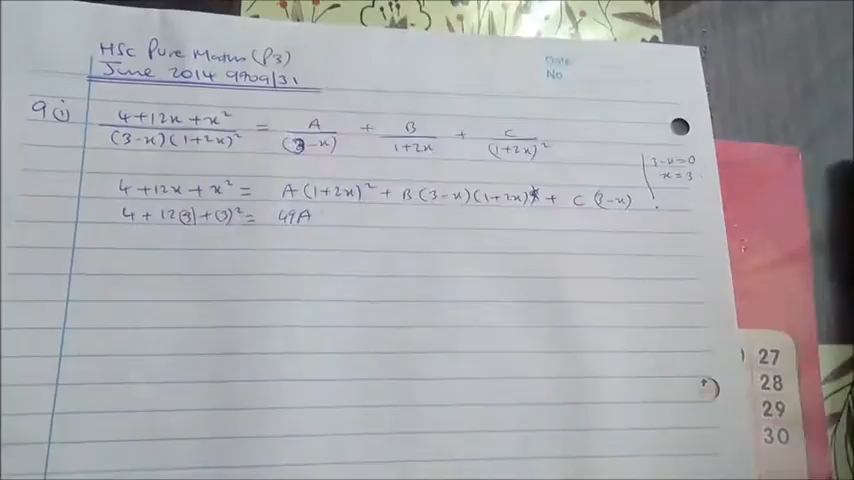 HSc Pure Maths (P3)
June 2014 9709/31
Date
No
9(i) (4+12x+x²)/((3-x)(1+2x)²) = A/(3-x) + B/(1+2x) + C/(1+2x)²
3-x=0
x=3
4+12x+x² = A(1+2x)² + B(3-x)(1+2x) + C(3-x)
4+12(3)+(3)² = 49A
27
28
29
30